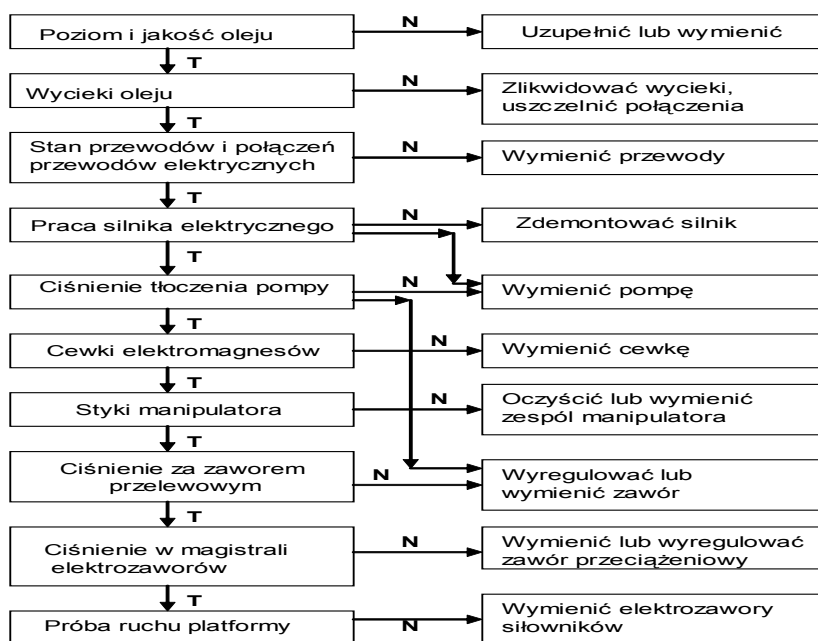 Poziom i jakość oleju
N
Uzupełnić lub wymienić
T
Wycieki oleju
N
Zlikwidować wycieki,
uszczelnić połączenia
T
Stan przewodów i połączeń
przewodów elektrycznych
N
Wymienić przewody
T
Praca silnika elektrycznego
N
Zdemontować silnik
T
Ciśnienie tłoczenia pompy
N
Wymienić pompę
T
Cewki elektromagnesów
N
Wymienić cewkę
T
Styki manipulatora
N
Oczyścić lub wymienić
zespól manipulatora
T
Ciśnienie za zaworem
przelewowym
N
Wyregulować lub
wymienić zawór
T
Ciśnienie w magistrali
elektrozaworów
N
Wymienić lub wyregulować
zawór przeciążeniowy
T
Próba ruchu platformy
N
Wymienić elektrozawory
siłowników